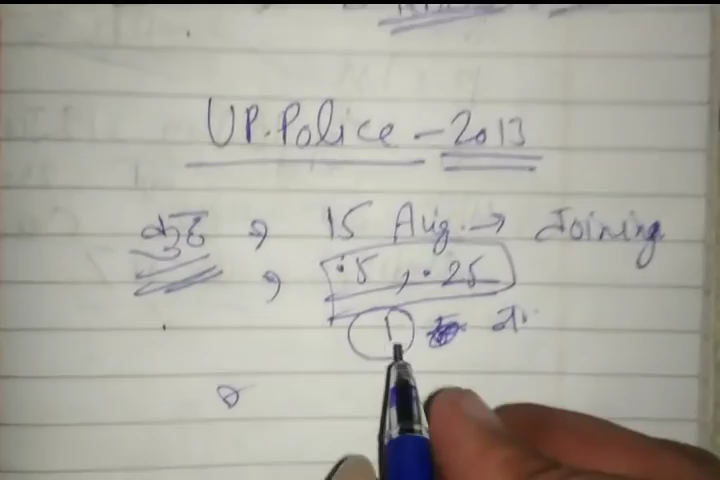 UP.Police - 2013
, 15 Aug. → Joining
, .5, .25
1 नं.